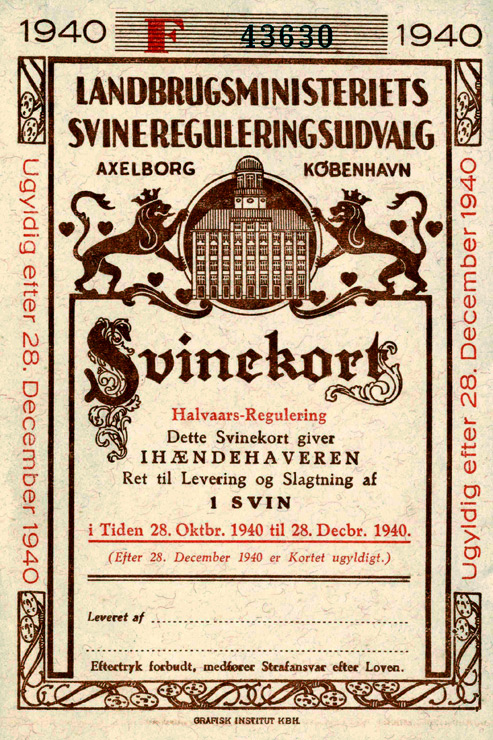 1940 F 43630 1940
LANDBRUGSMINISTERIETS
SVINEREGULERINGSUDVALG
AXELBORG KØBENHAVN
Ugyldig efter 28. December 1940
Ugyldig efter 28. December 1940
Svinekort
Halvaars-Regulering
Dette Svinekort giver
IHÆNDEHAVEREN
Ret til Levering og Slagtning af
1 SVIN
i Tiden 28. Oktbr. 1940 til 28. Decbr. 1940.
(Efter 28. December 1940 er Kortet ugyldigt.)
Leveret af
Eftertryk forbudt, medfører Strafansvar efter Loven.
GRAFISK INSTITUT KBH.